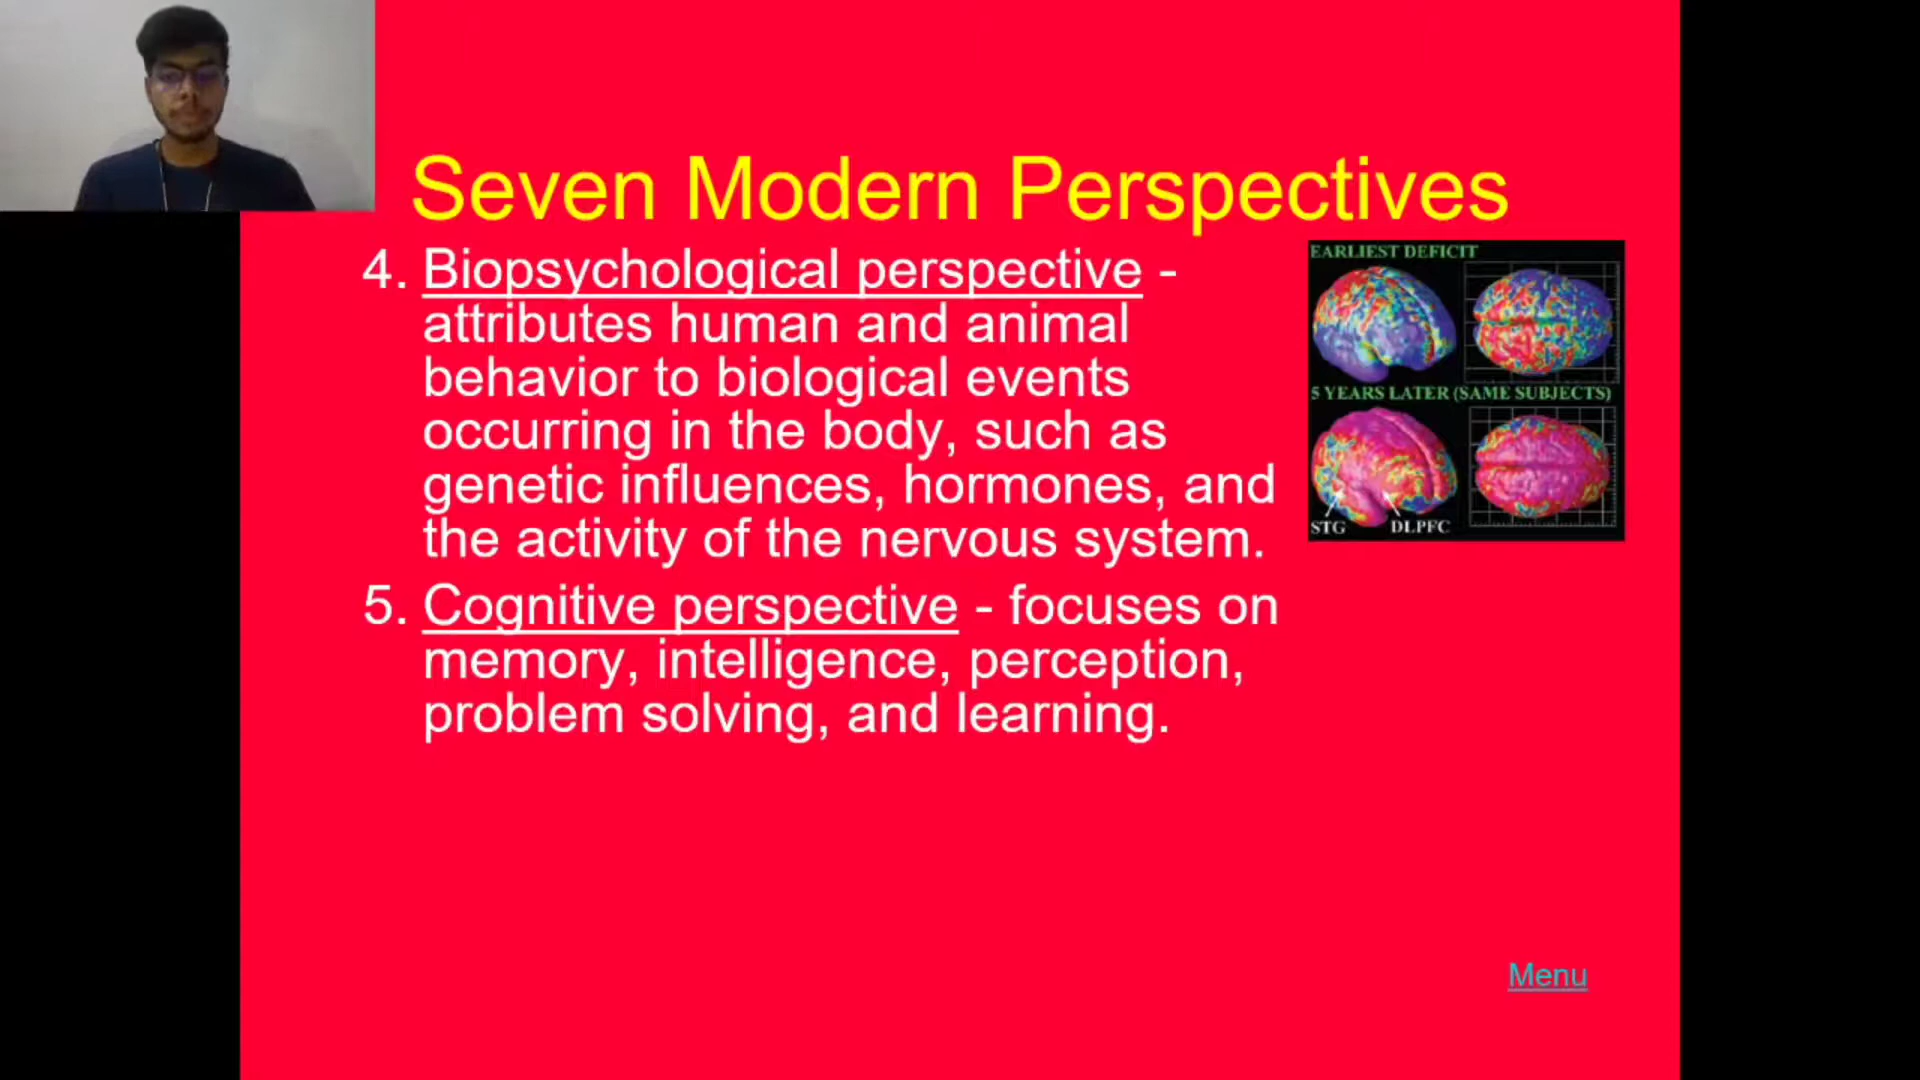 Seven Modern Perspectives
4. Biopsychological perspective -
attributes human and animal
behavior to biological events
occurring in the body, such as
genetic influences, hormones, and
the activity of the nervous system.
5. Cognitive perspective - focuses on
memory, intelligence, perception,
problem solving, and learning.
EARLIEST DEFICIT
5 YEARS LATER (SAME SUBJECTS)
STG
DLPFC
Menu